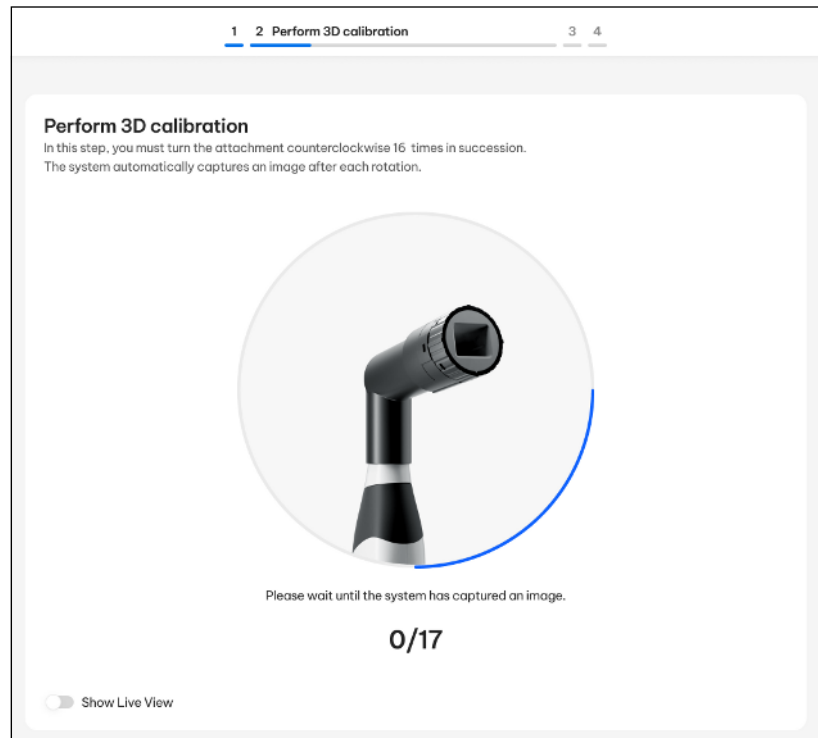 1 2 Perform 3D calibration 3 4
Perform 3D calibration
In this step, you must turn the attachment counterclockwise 16 times in succession.
The system automatically captures an image after each rotation.
Please wait until the system has captured an image.
0/17
Show Live View